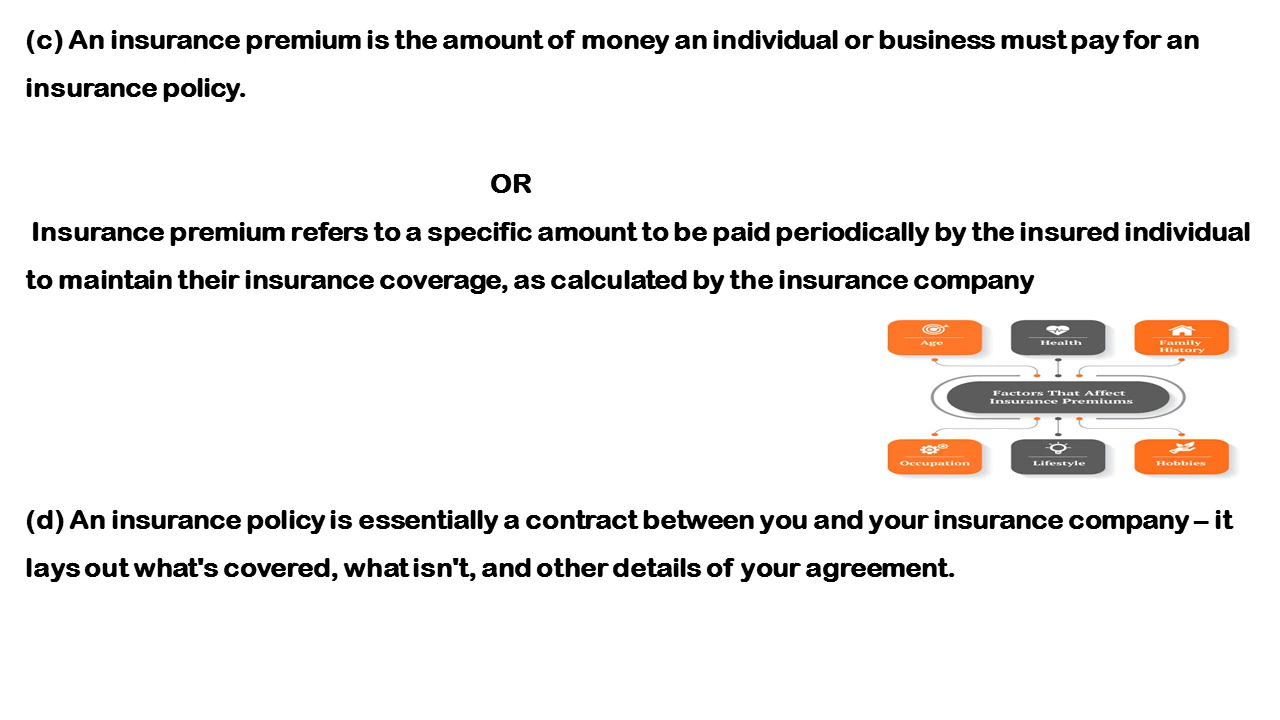 (c) An insurance premium is the amount of money an individual or business must pay for an
insurance policy.
OR
Insurance premium refers to a specific amount to be paid periodically by the insured individual
to maintain their insurance coverage, as calculated by the insurance company
Age
Health
Family
History
Factors That Affect
Insurance Premiums
Occupation
Lifestyle
Hobbies
(d) An insurance policy is essentially a contract between you and your insurance company – it
lays out what's covered, what isn't, and other details of your agreement.